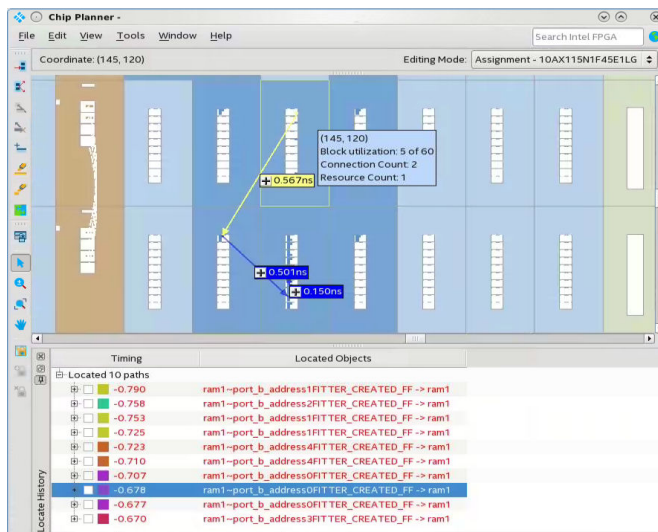 Chip Planner -
File Edit View Tools Window Help
Search Intel FPGA
Coordinate: (145, 120)
Editing Mode: Assignment - 10AX115N1F45E1LG
(145, 120)
Block utilization: 5 of 60
Connection Count: 2
Resource Count: 1
0.567ns
0.501ns
0.150ns
Timing Located Objects
Located 10 paths
-0.790 ram1~port_b_address1FITTER_CREATED_FF -> ram1
-0.758 ram1~port_b_address2FITTER_CREATED_FF -> ram1
-0.753 ram1~port_b_address1FITTER_CREATED_FF -> ram1
-0.725 ram1~port_b_address1FITTER_CREATED_FF -> ram1
-0.723 ram1~port_b_address4FITTER_CREATED_FF -> ram1
-0.710 ram1~port_b_address4FITTER_CREATED_FF -> ram1
-0.707 ram1~port_b_address0FITTER_CREATED_FF -> ram1
-0.678 ram1~port_b_address0FITTER_CREATED_FF -> ram1
-0.677 ram1~port_b_address0FITTER_CREATED_FF -> ram1
-0.670 ram1~port_b_address3FITTER_CREATED_FF -> ram1
Locate History